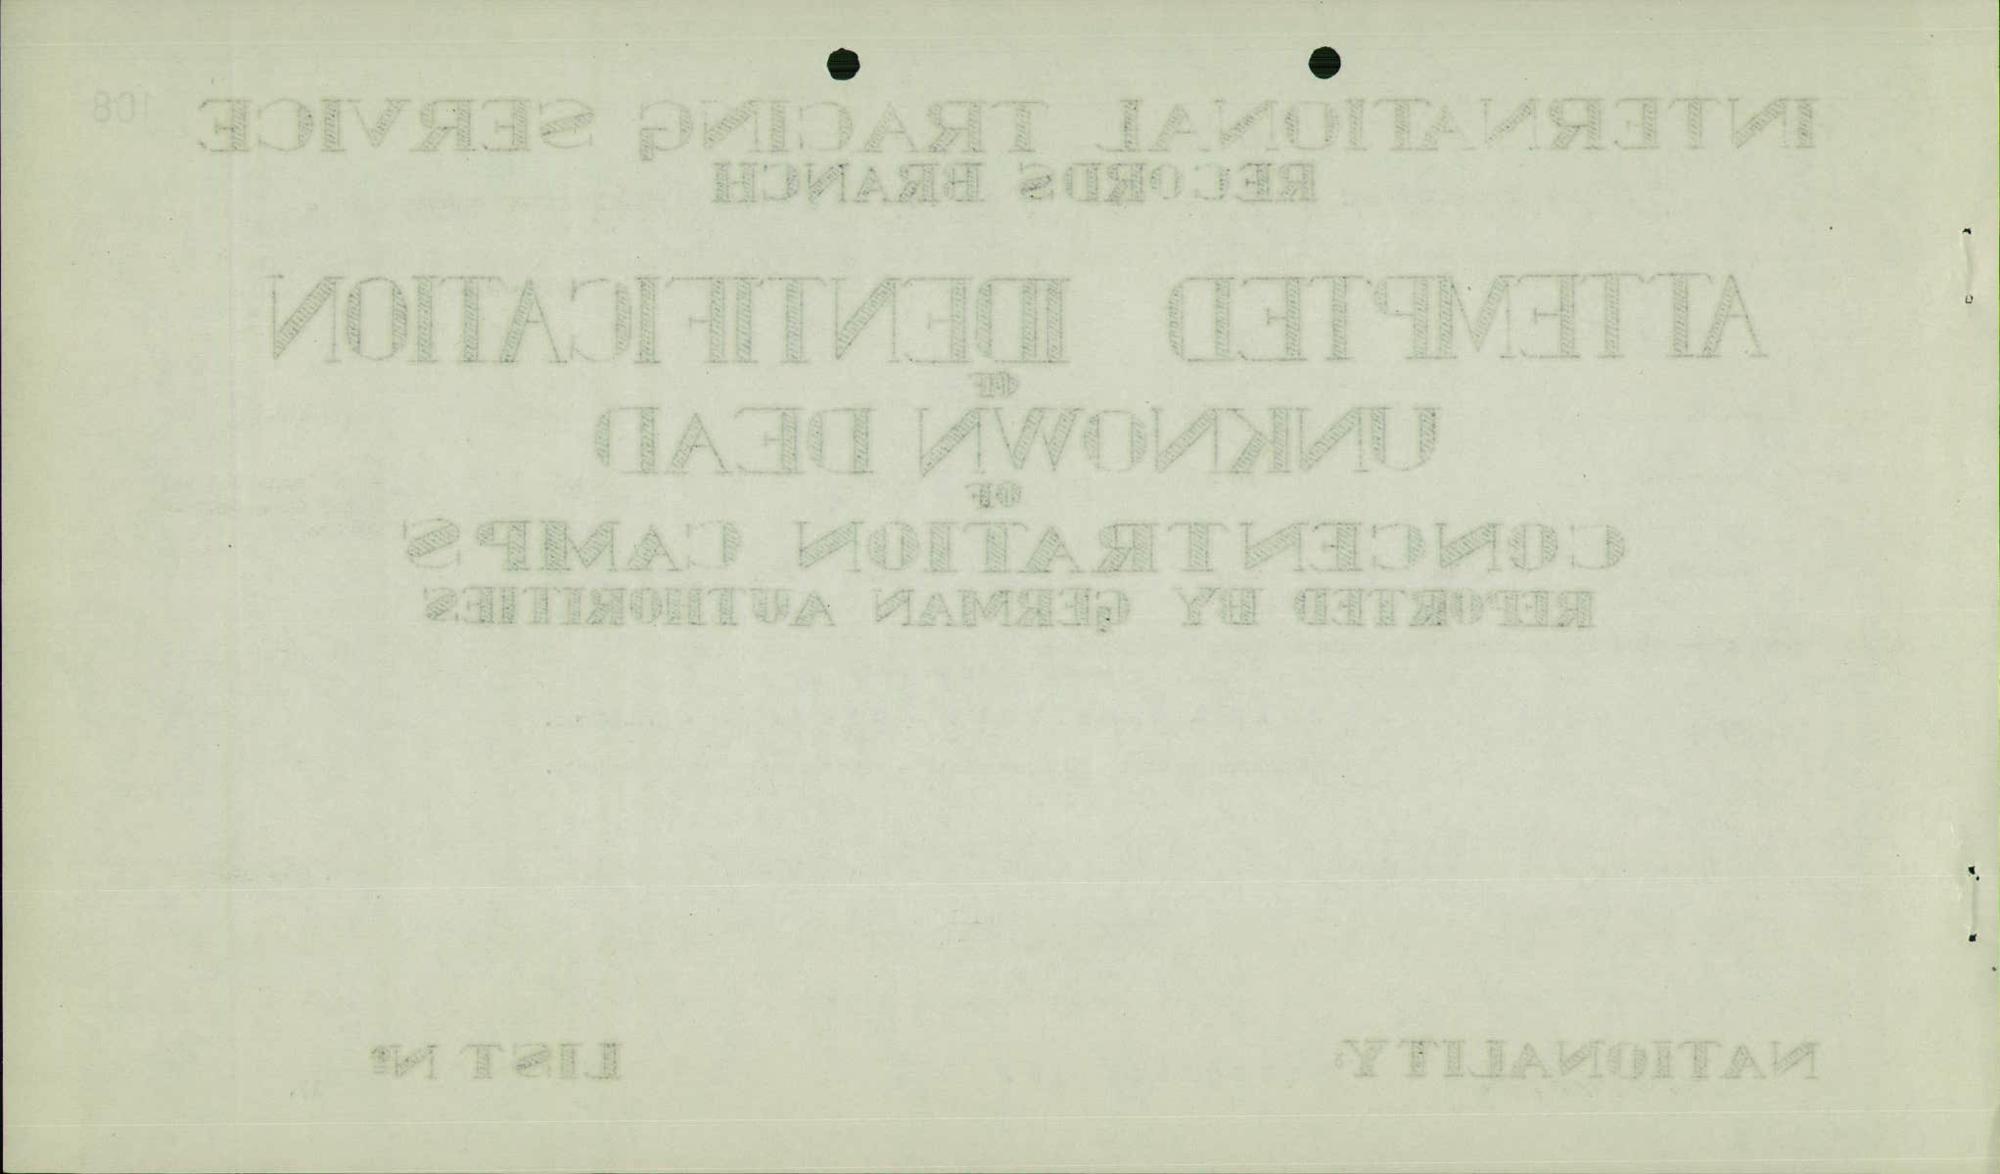 108
INTERNATIONAL TRACING SERVICE
RECORDS BRANCH
ATTEMPTED IDENTIFICATION
OF
UNKNOWN DEAD
OF
CONCENTRATION CAMPS
REPORTED BY GERMAN AUTHORITIES
NATIONALITY: LIST Nº